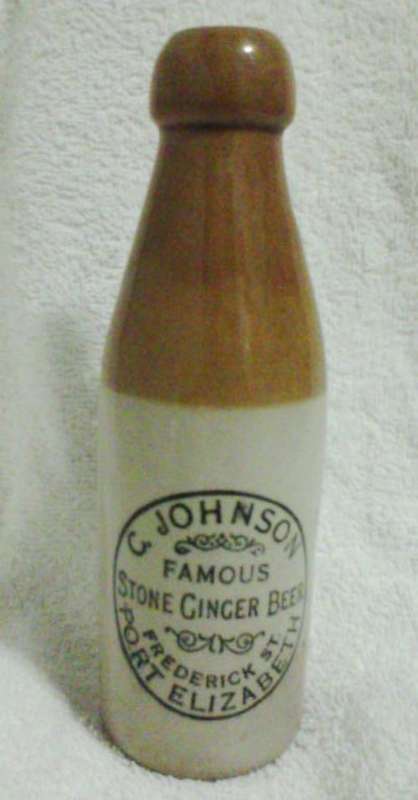 C JOHNSON
FAMOUS
STONE GINGER BEER
FREDERICK ST.
PORT ELIZABETH